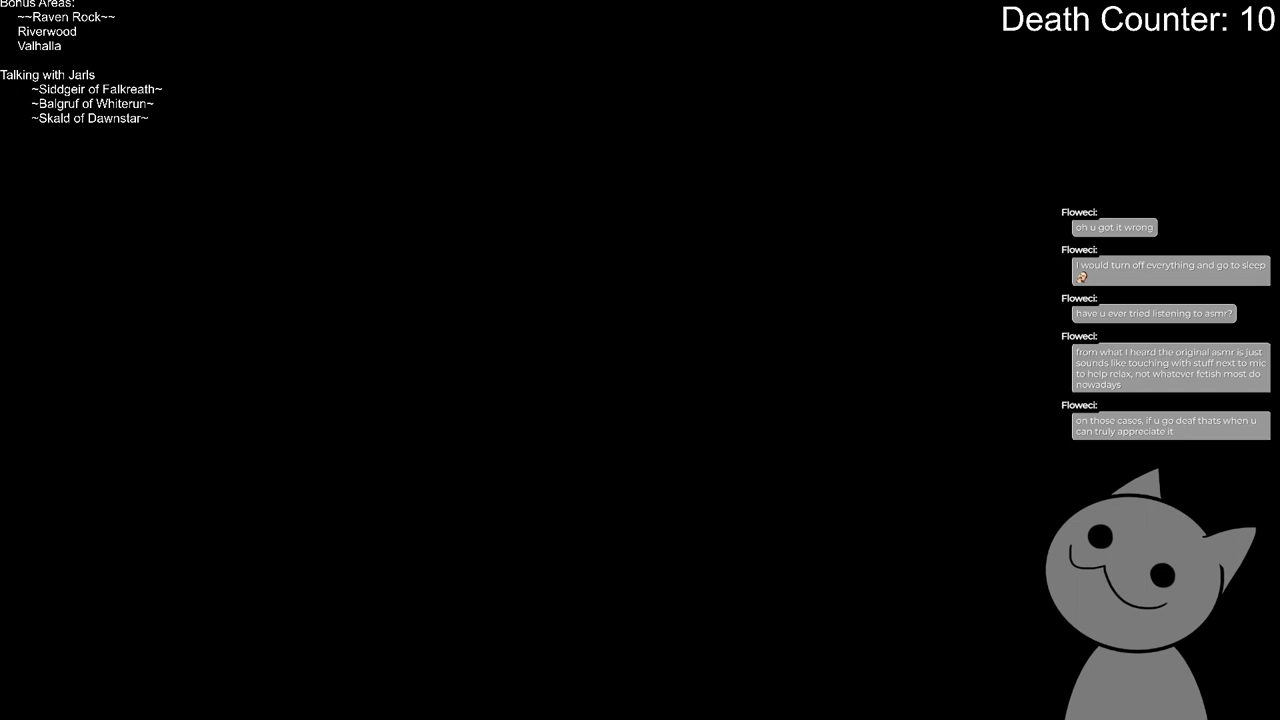 Bonus Areas:
~~Raven Rock~~
Riverwood
Valhalla
Talking with Jarls
~Siddgeir of Falkreath~
~Balgruf of Whiterun~
~Skald of Dawnstar~
Death Counter: 10
Floweci:
oh u got it wrong
Floweci:
I would turn off everything and go to sleep
Floweci:
have u ever tried listening to asmr?
Floweci:
from what I heard the original asmr is just
sounds like touching with stuff next to mic
to help relax, not whatever fetish most do
nowadays
Floweci:
on those cases, if u go deaf thats when u
can truly appreciate it